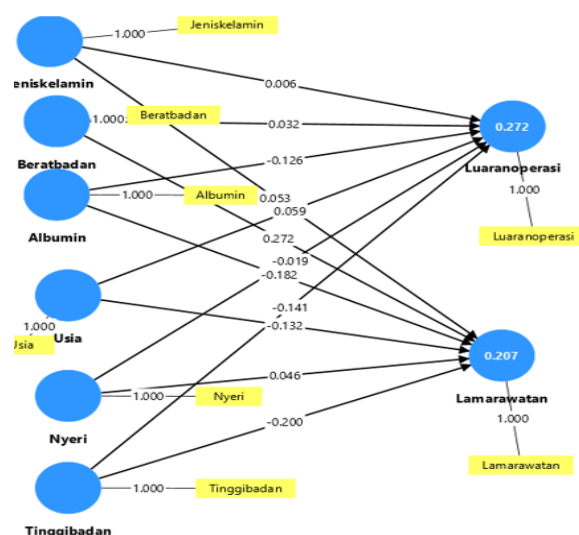 Jeniskelamin
1.000
eniskelamin
0.006
Beratbadan
1.000
0.032
0.272
Beratbadan
-0.126
Luaranoperasi
1.000
Albumin
1.000
0.053
Albumin
0.059
Luaranoperasi
0.272
-0.019
-0.182
1.000
-0.141
Usia
-0.132
Usia
0.207
0.046
Lamarawatan
1.000
Nyeri
1.000
-0.200
Nyeri
Lamarawatan
1.000
Tinggibadan
Tinggibadan